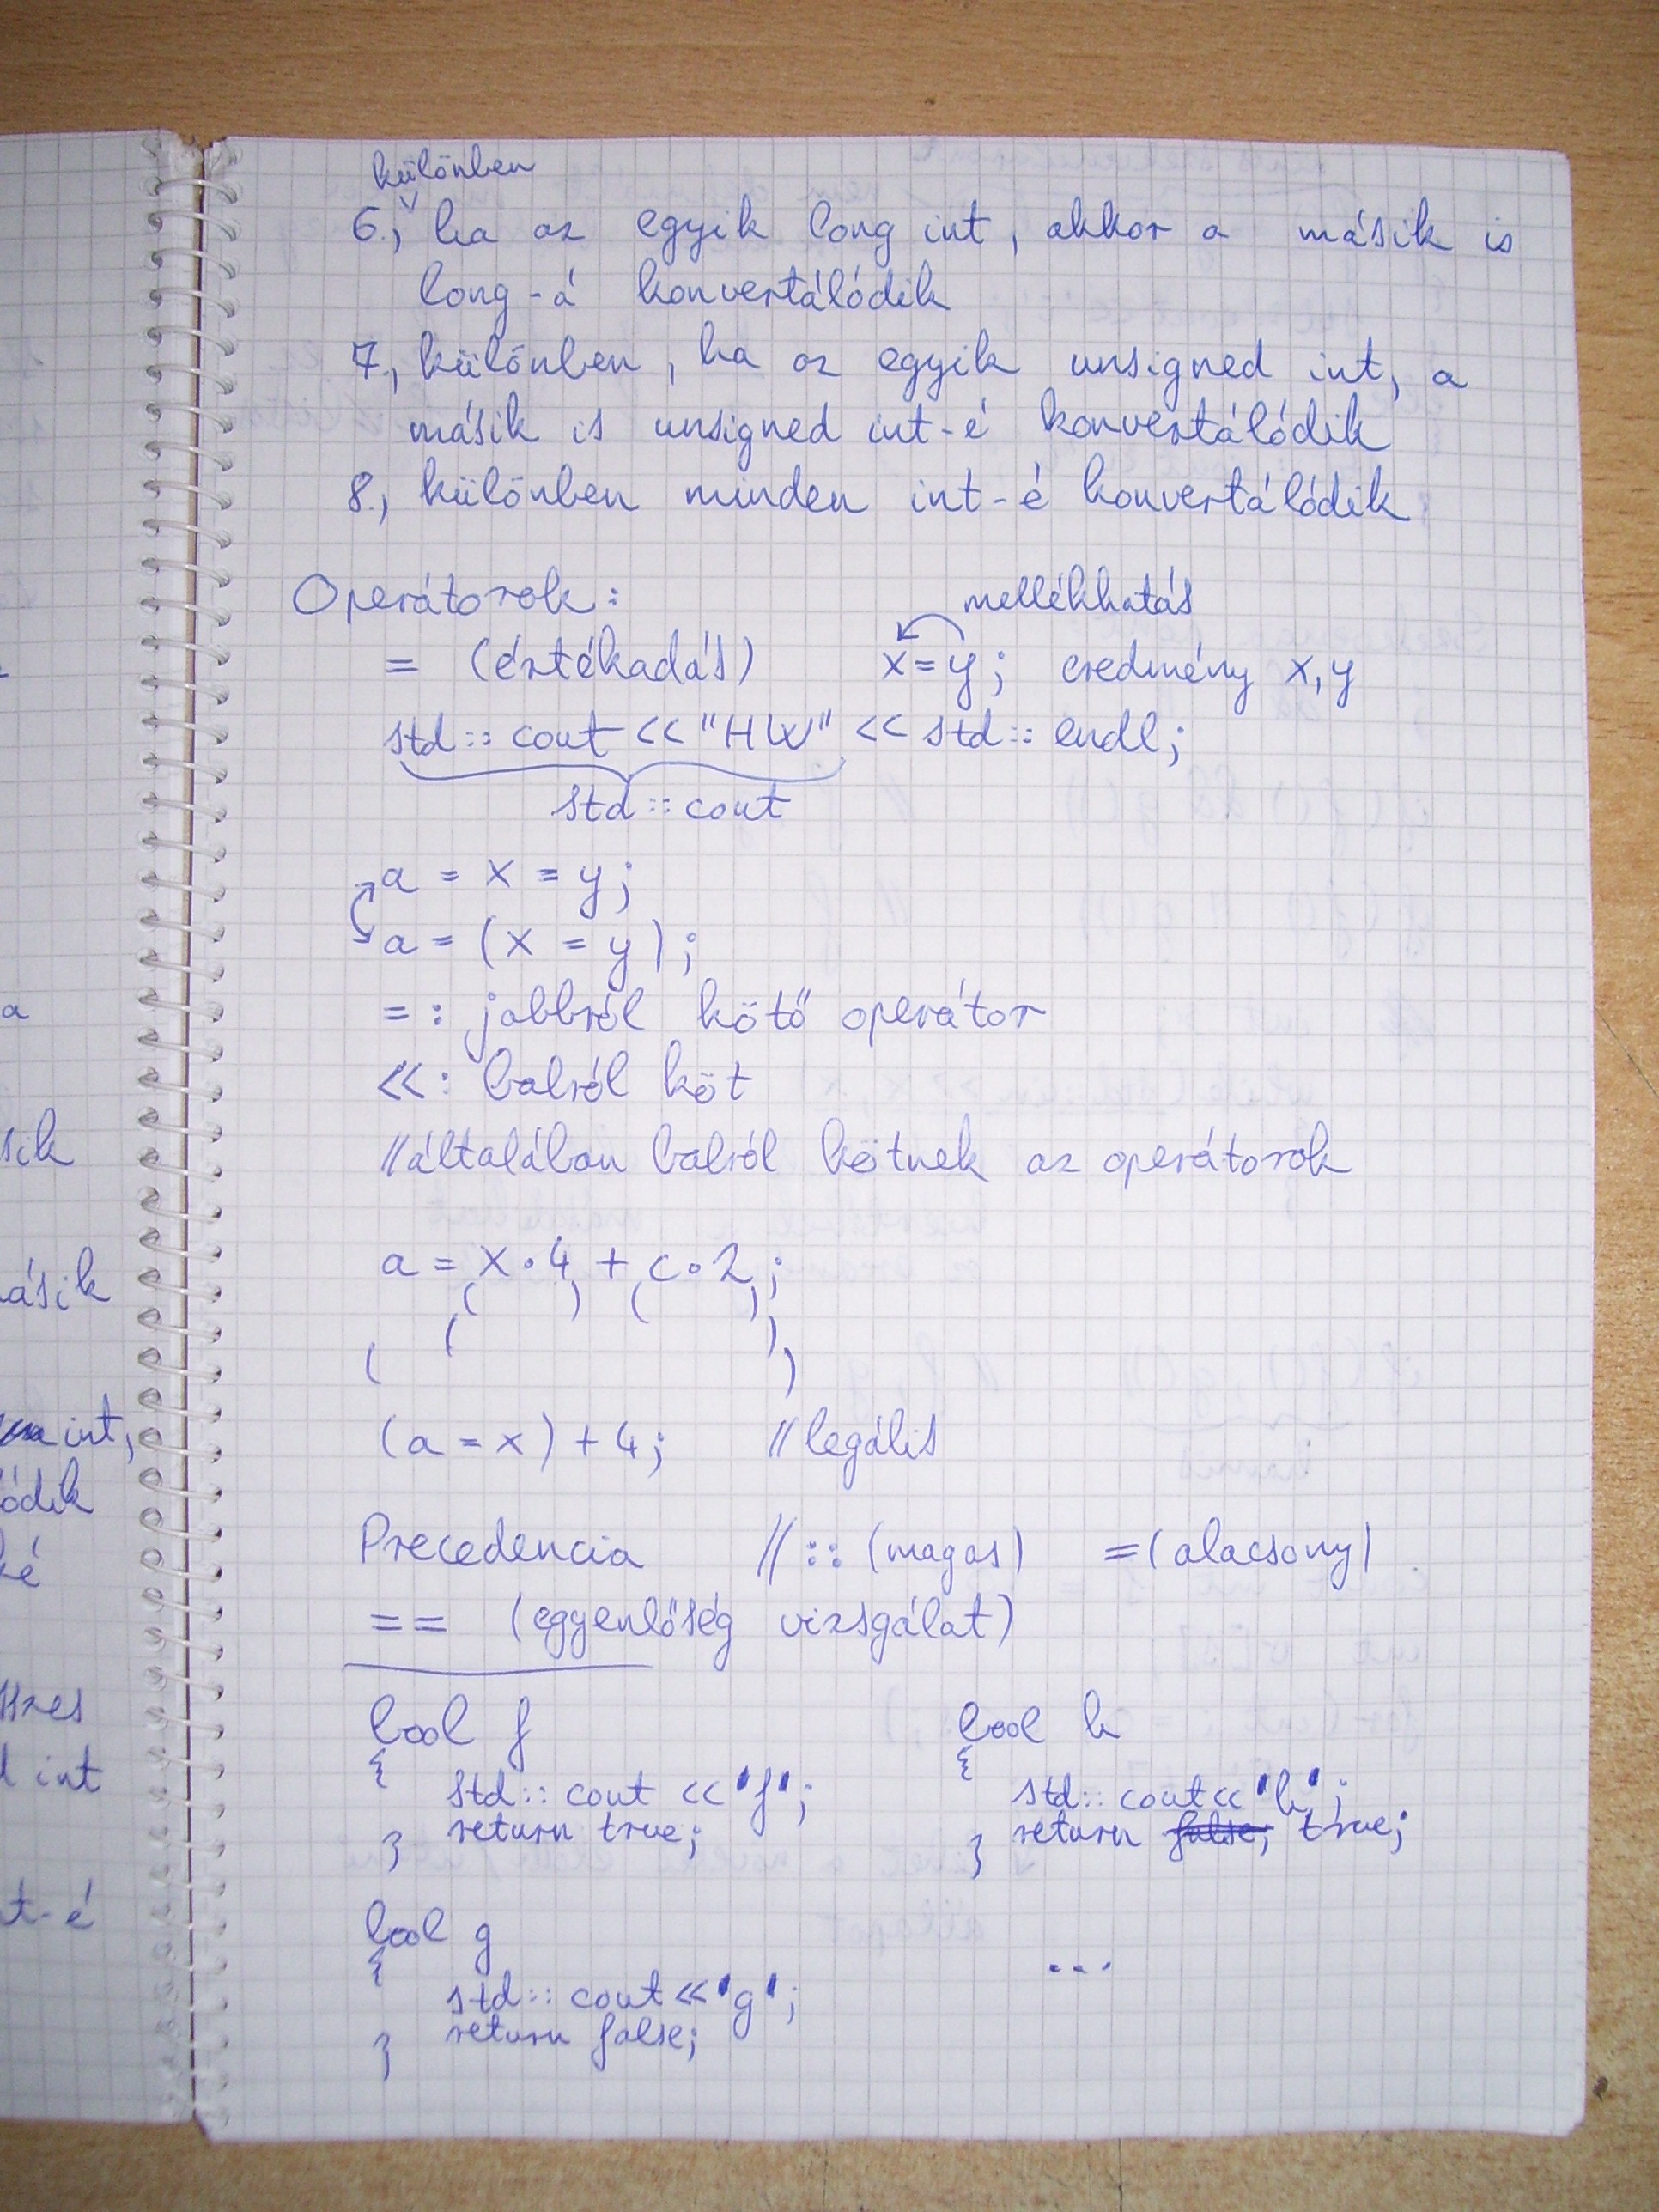 különben
6., ha az egyik long int, akkor a másik is
long-á konvertálódik
7., különben, ha az egyik unsigned int, a
másik is unsigned int-é konvertálódik
8., különben minden int-é konvertálódik
Operátorok:
mellékhatás
= (értékadás) x=y; eredmény x,y
std::cout << "HW" << std::endl;
std::cout
a = x = y;
a = (x = y);
=: jobbról kötő operátor
<<: balról köt
//általában balról kötnek az operátorok
a = x·4 + c·2;
( ) ( )
( )
( )
(a = x) + 4; //legális
Precedencia // :: (magas) =(alacsony)
== (egyenlőség vizsgálat)
bool f bool h
{ {
std::cout << 'f'; std::cout << 'h';
} return true; } return false; true;
bool g
{ ...
std::cout << 'g';
} return false;
a
sik
ásik
int,
ódik
é
szes
int
t-é